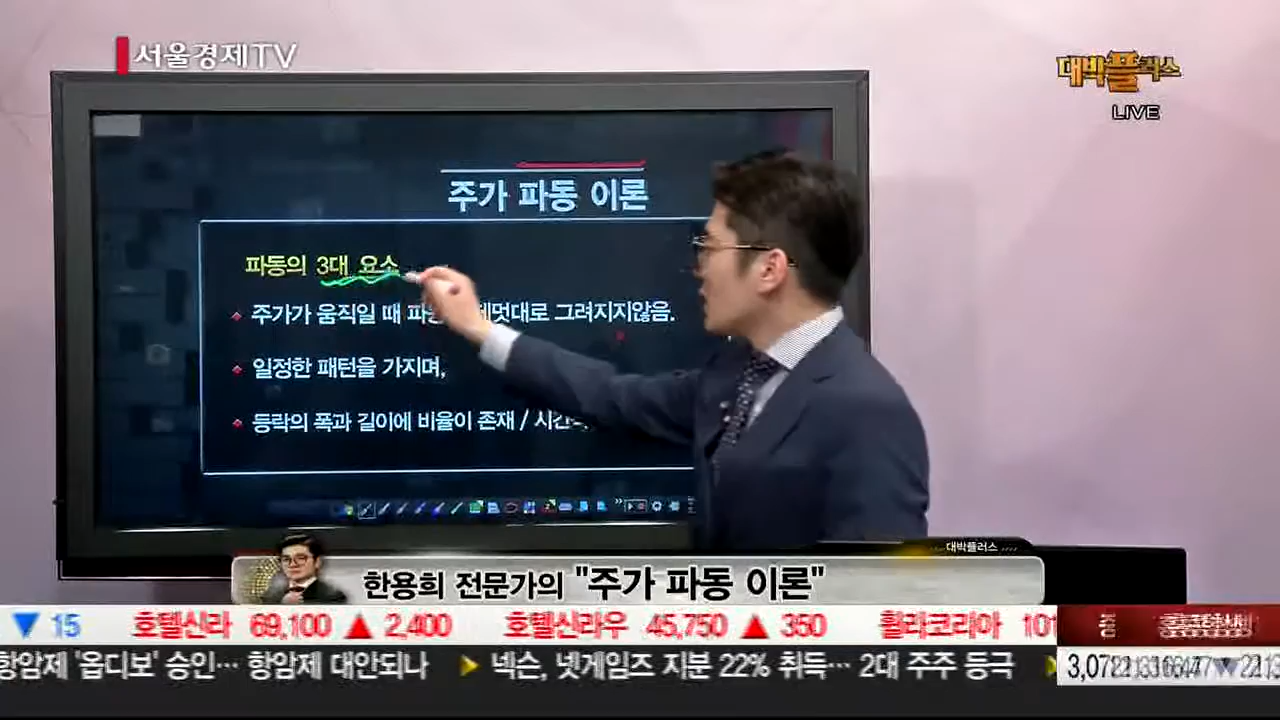 서울경제TV
대박플러스
LIVE
주가 파동 이론
파동의 3대 요소
주가가 움직일 때 파동 제멋대로 그려지지않음.
일정한 패턴을 가지며,
등락의 폭과 길이에 비율이 존재 / 시간
대박플러스
한용희 전문가의 "주가 파동 이론"
▼ 15 호텔신라 69,100 ▲ 2,400 호텔신라우 45,750 ▲ 350 휠라코리아 101
항암제 '옵디보' 승인… 항암제 대안되나 ▶ 넥슨, 넷게임즈 지분 22% 취득… 2대 주주 등극